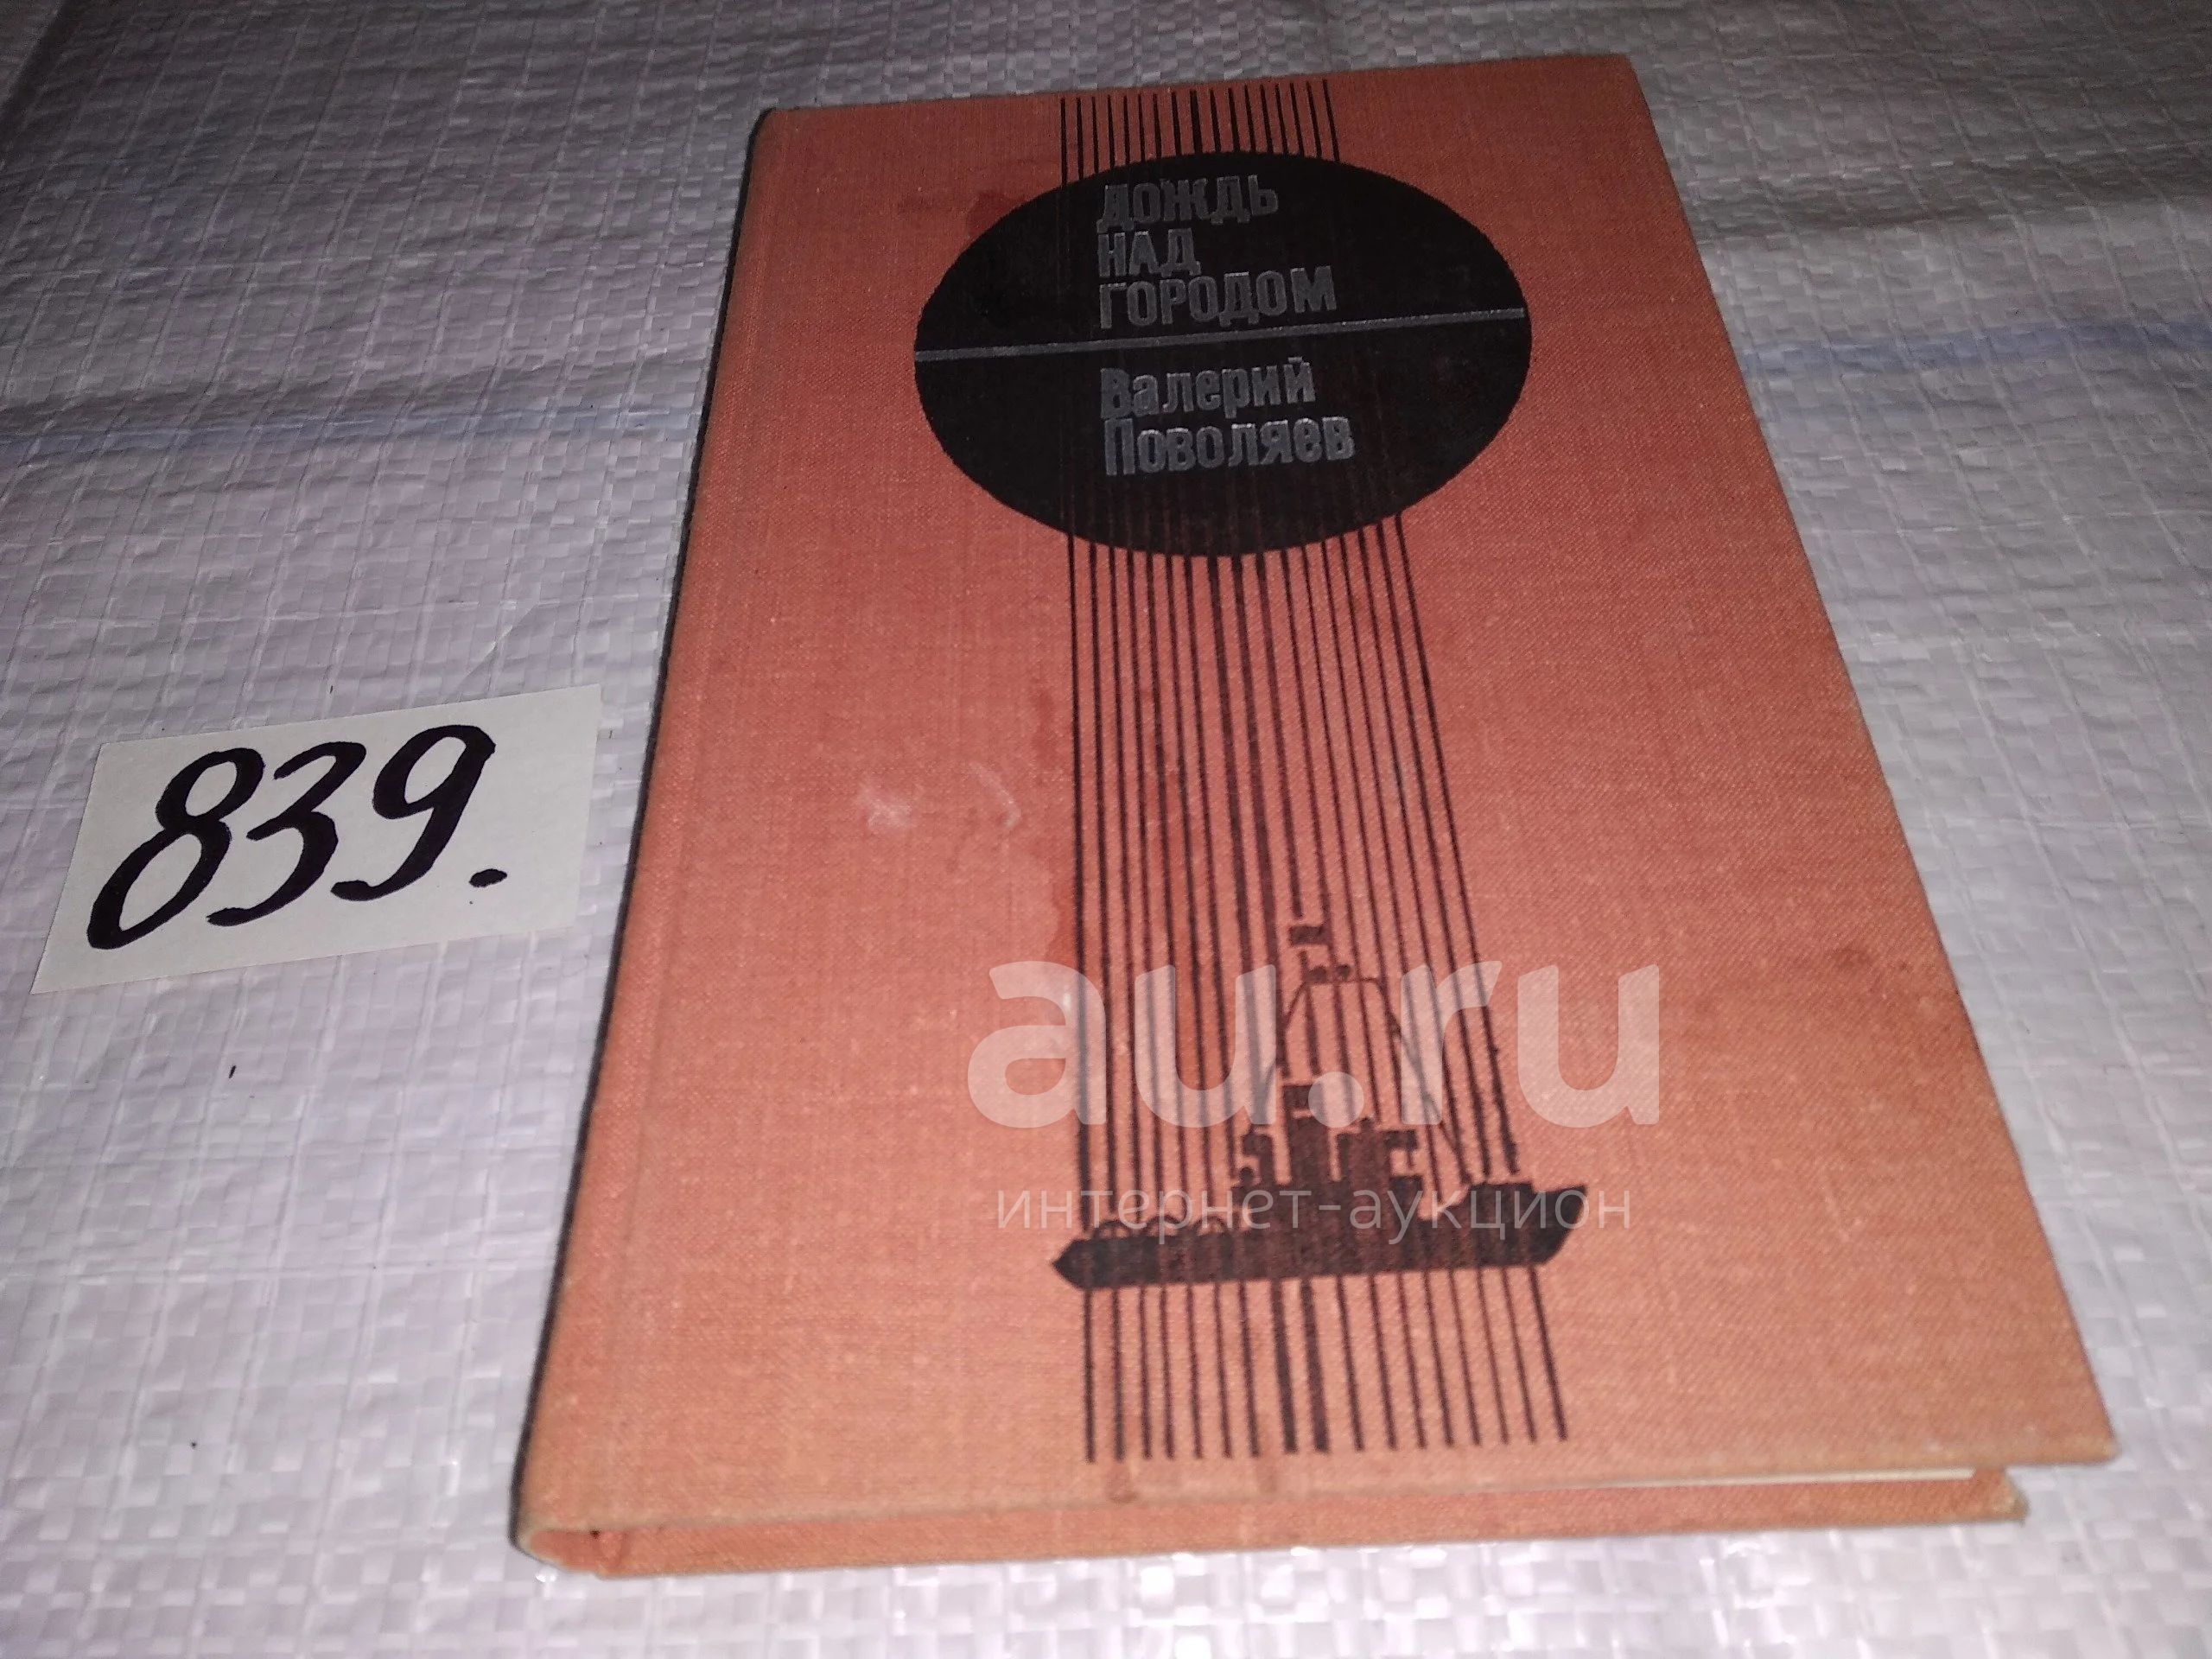 ДОЖДЬ
НАД
ГОРОДОМ
Валерий
Поволяев
839.
au.ru
интернет-аукцион